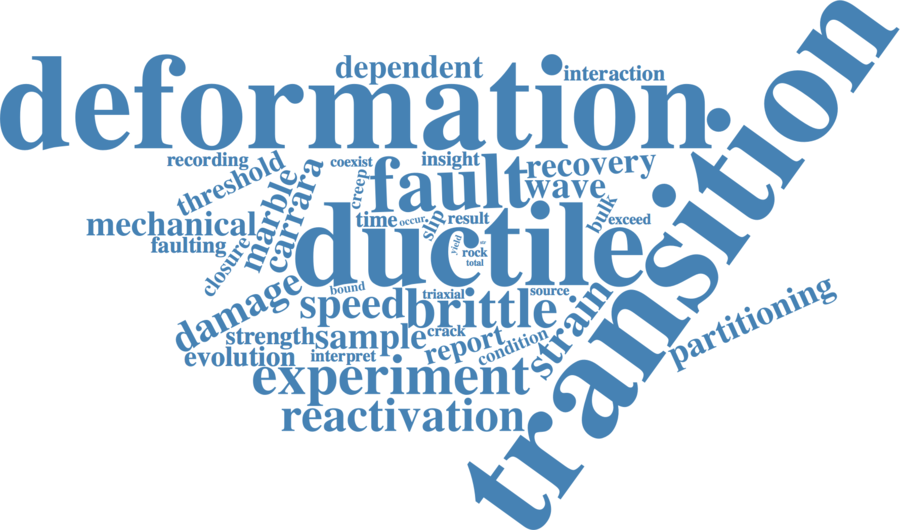 transition
deformation
dependent
interaction
recording
threshold
coexist
insight
recovery
fault
creep
wave
marble
carrara
mechanical
faulting
time
occur
slip
result
bulk
exceed
ductile
yield
rock
total
closure
damage
bound
speed
triaxial
brittle
source
strain
partitioning
strength
sample
crack
report
condition
evolution
interpret
experiment
reactivation